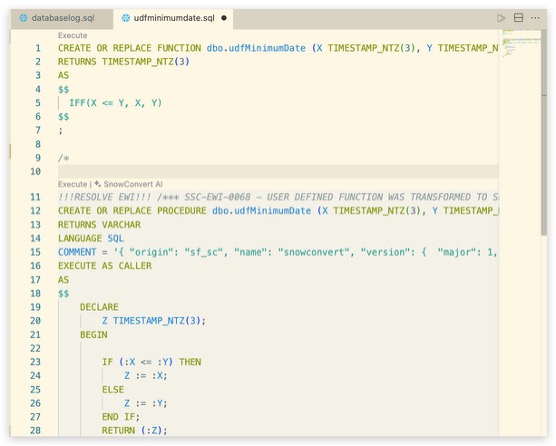 databaselog.sql
udfminimumdate.sql
Execute
1 CREATE OR REPLACE FUNCTION dbo.udfMinimumDate (X TIMESTAMP_NTZ(3), Y TIMESTAMP_N
2 RETURNS TIMESTAMP_NTZ(3)
3 AS
4 $$
5 IFF(X <= Y, X, Y)
6 $$
7 ;
8
9 /*
10
Execute | SnowConvert AI
11 !!!RESOLVE EWI!!! /*** SSC-EWI-0068 - USER DEFINED FUNCTION WAS TRANSFORMED TO S
12 CREATE OR REPLACE PROCEDURE dbo.udfMinimumDate (X TIMESTAMP_NTZ(3), Y TIMESTAMP_
13 RETURNS VARCHAR
14 LANGUAGE SQL
15 COMMENT = '{ "origin": "sf_sc", "name": "snowconvert", "version": { "major": 1,
16 EXECUTE AS CALLER
17 AS
18 $$
19 DECLARE
20 Z TIMESTAMP_NTZ(3);
21 BEGIN
22
23 IF (:X <= :Y) THEN
24 Z := :X;
25 ELSE
26 Z := :Y;
27 END IF;
28 RETURN (:Z);